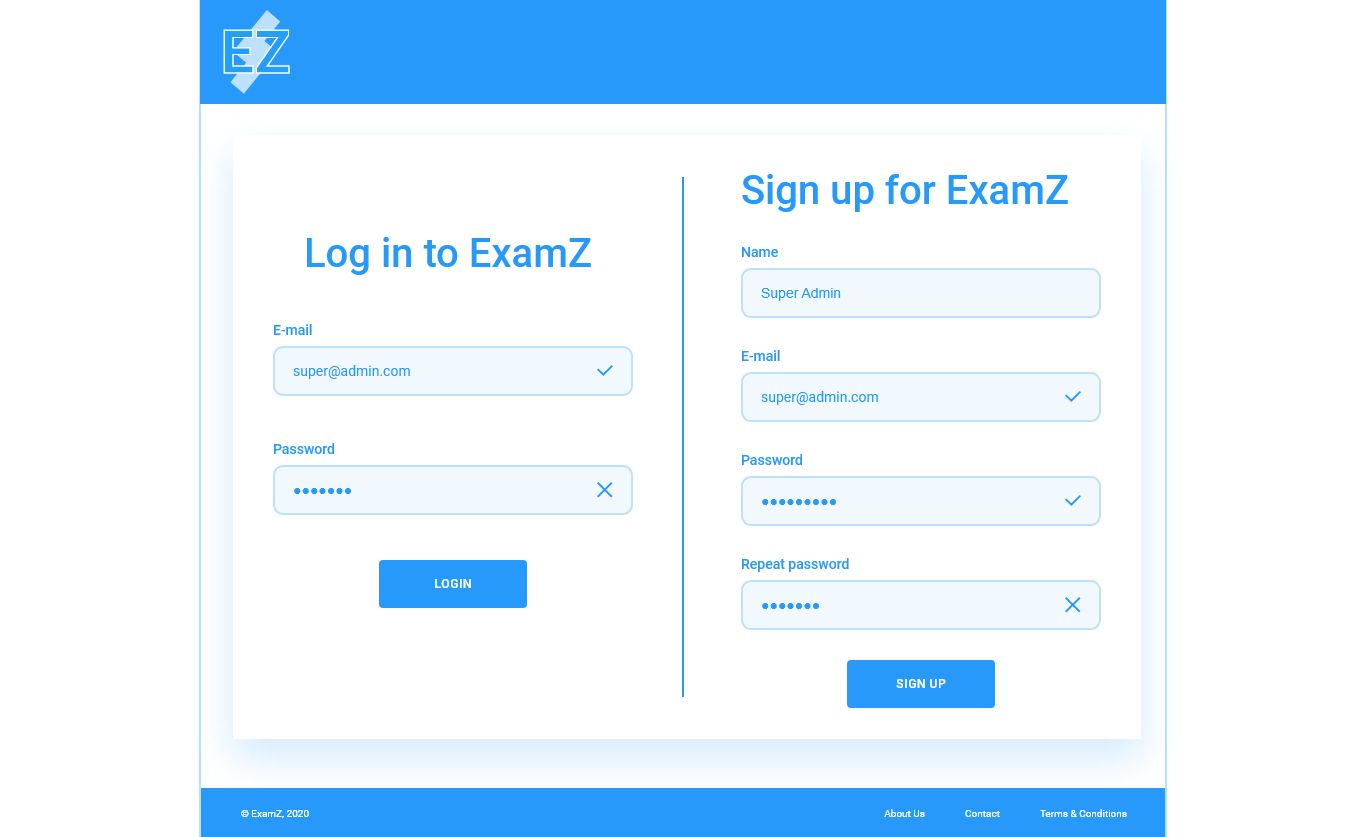 EZ
Log in to ExamZ
E-mail
super@admin.com
Password
•••••••
LOGIN
Sign up for ExamZ
Name
Super Admin
E-mail
super@admin.com
Password
•••••••••
Repeat password
•••••••
SIGN UP
© ExamZ, 2020
About Us
Contact
Terms & Conditions